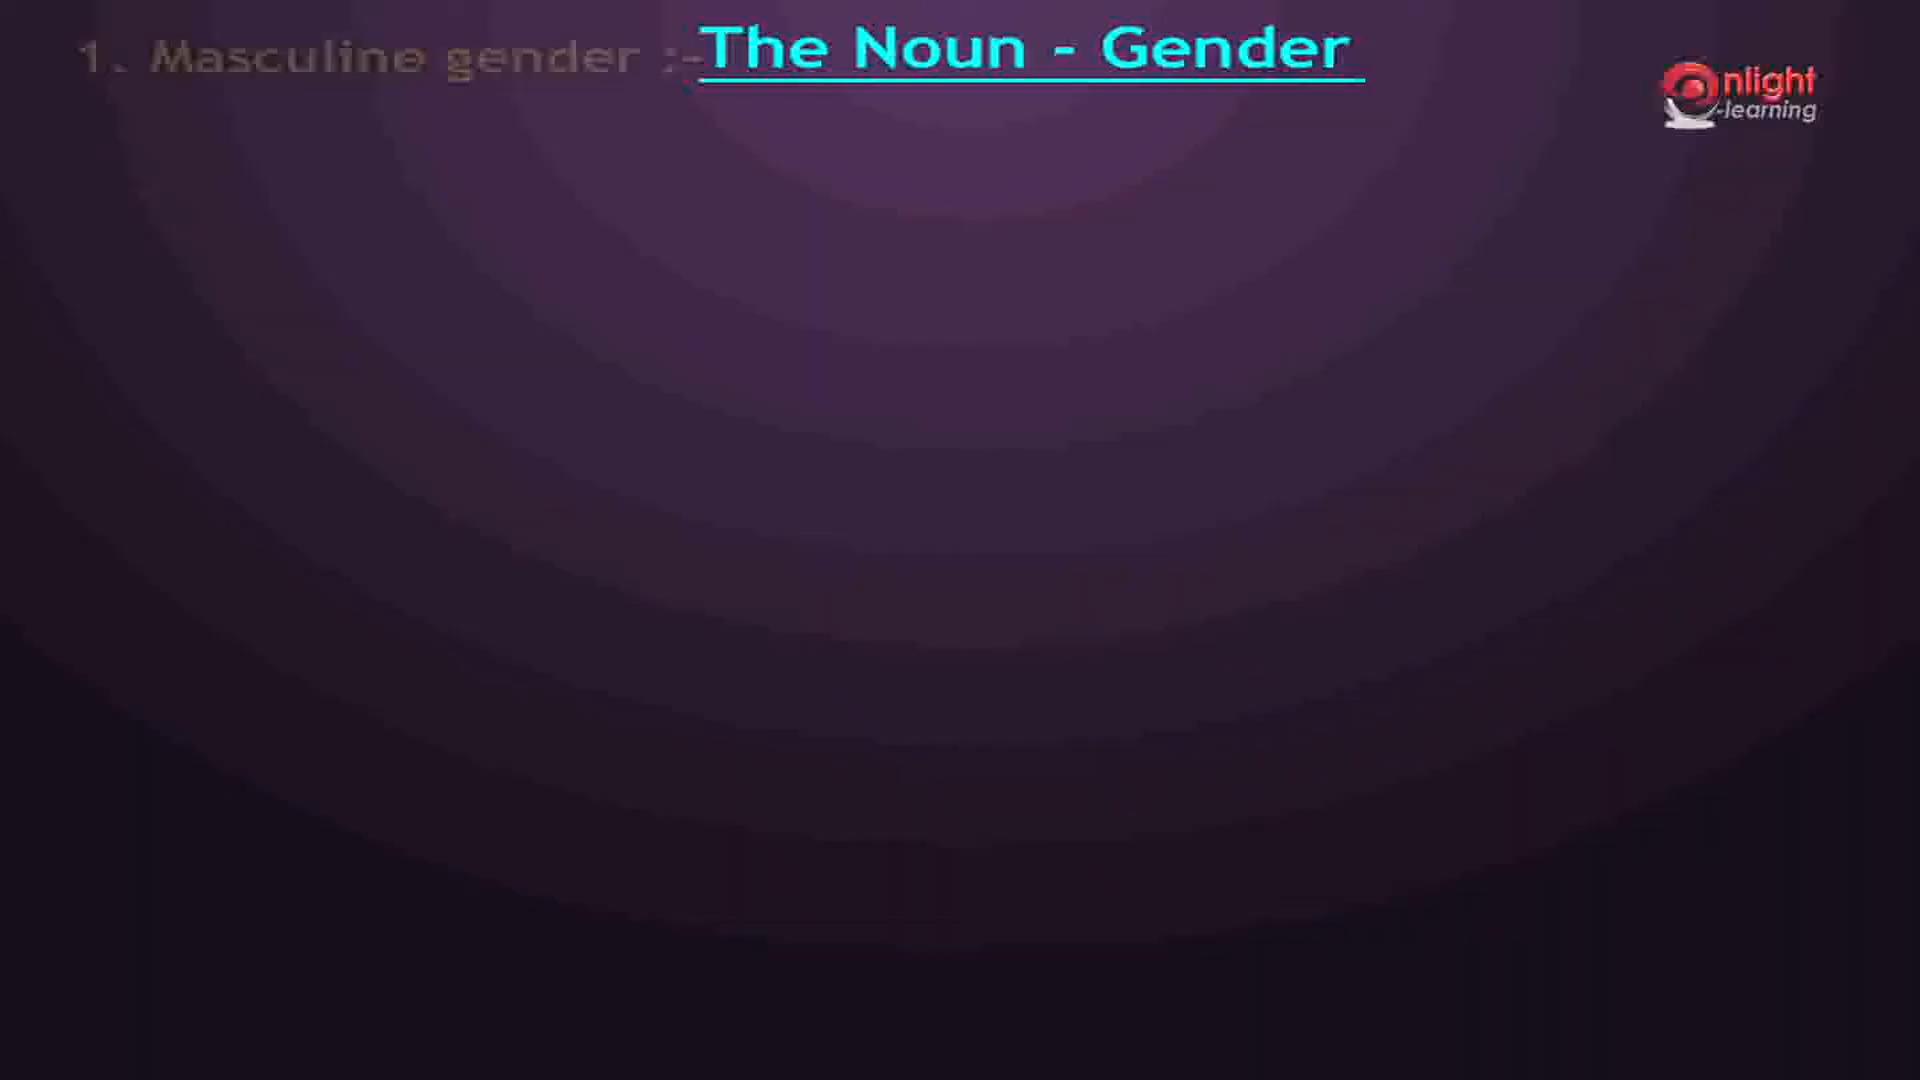 1. Masculine gender :-
The Noun - Gender
nlight
-learning